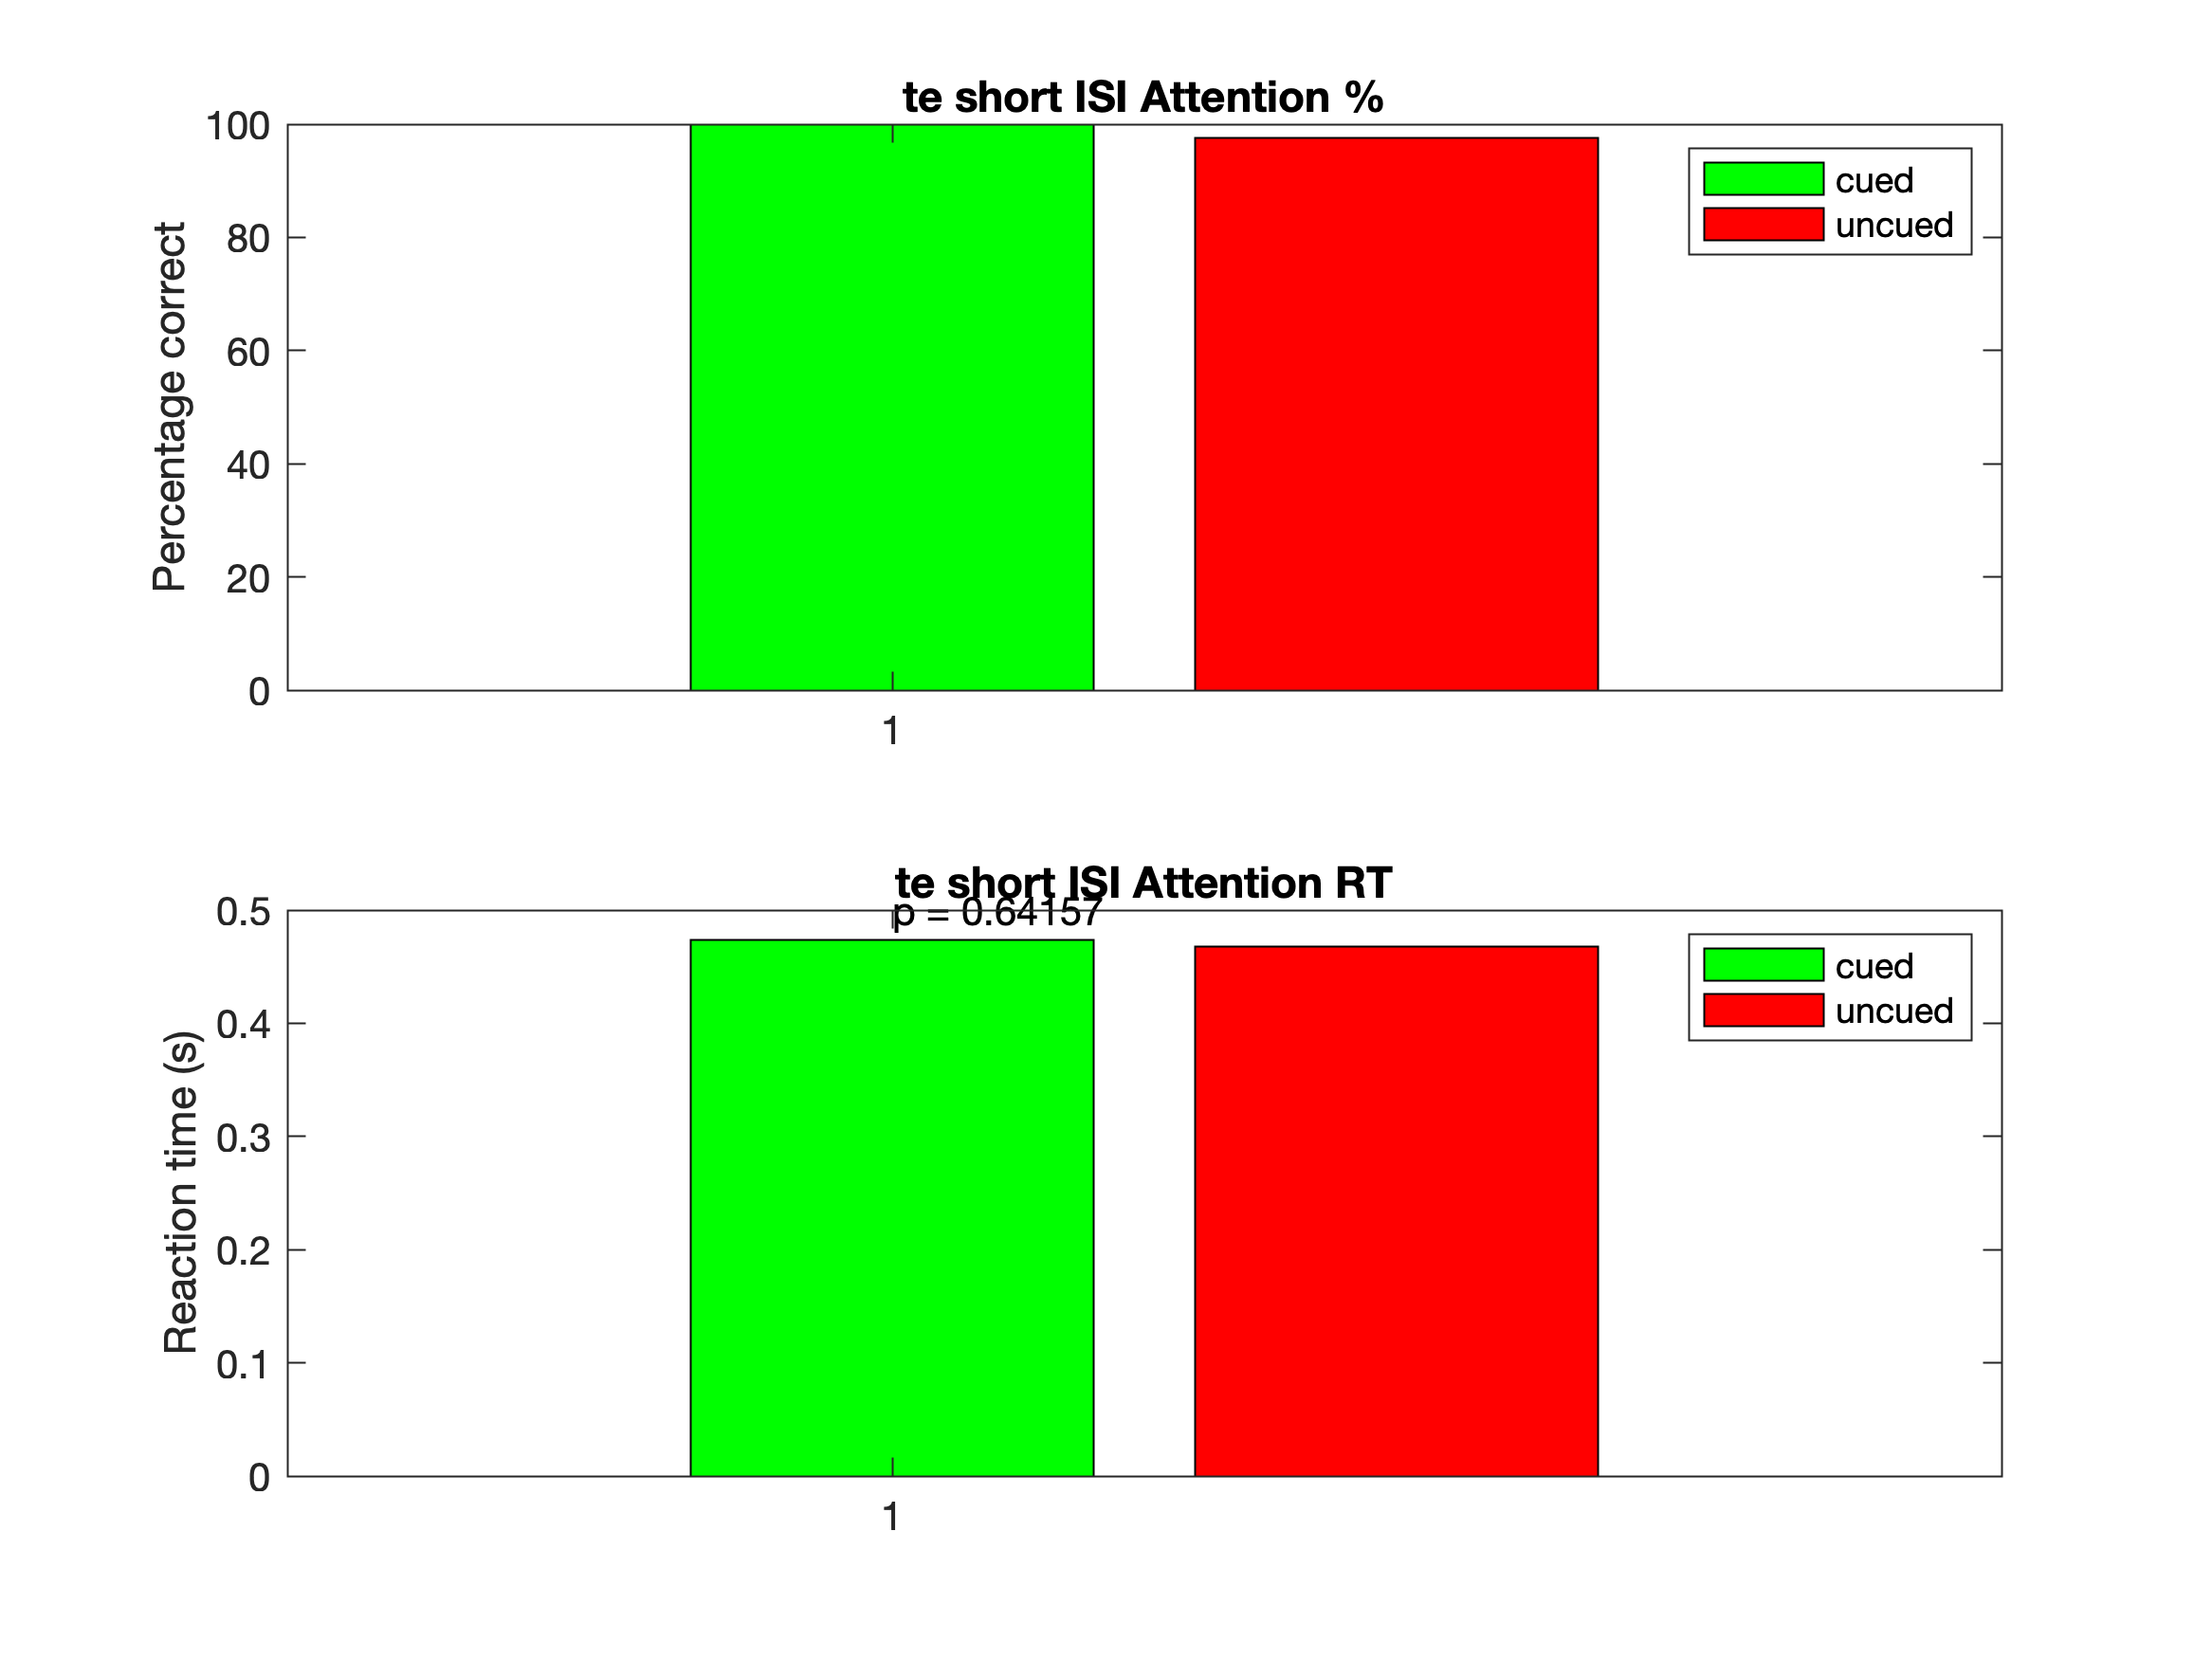 te short ISI Attention %
Percentage correct
100
80
60
40
20
0
1
cued
uncued
te short ISI Attention RT
p = 0.64157
Reaction time (s)
0.5
0.4
0.3
0.2
0.1
0
1
cued
uncued